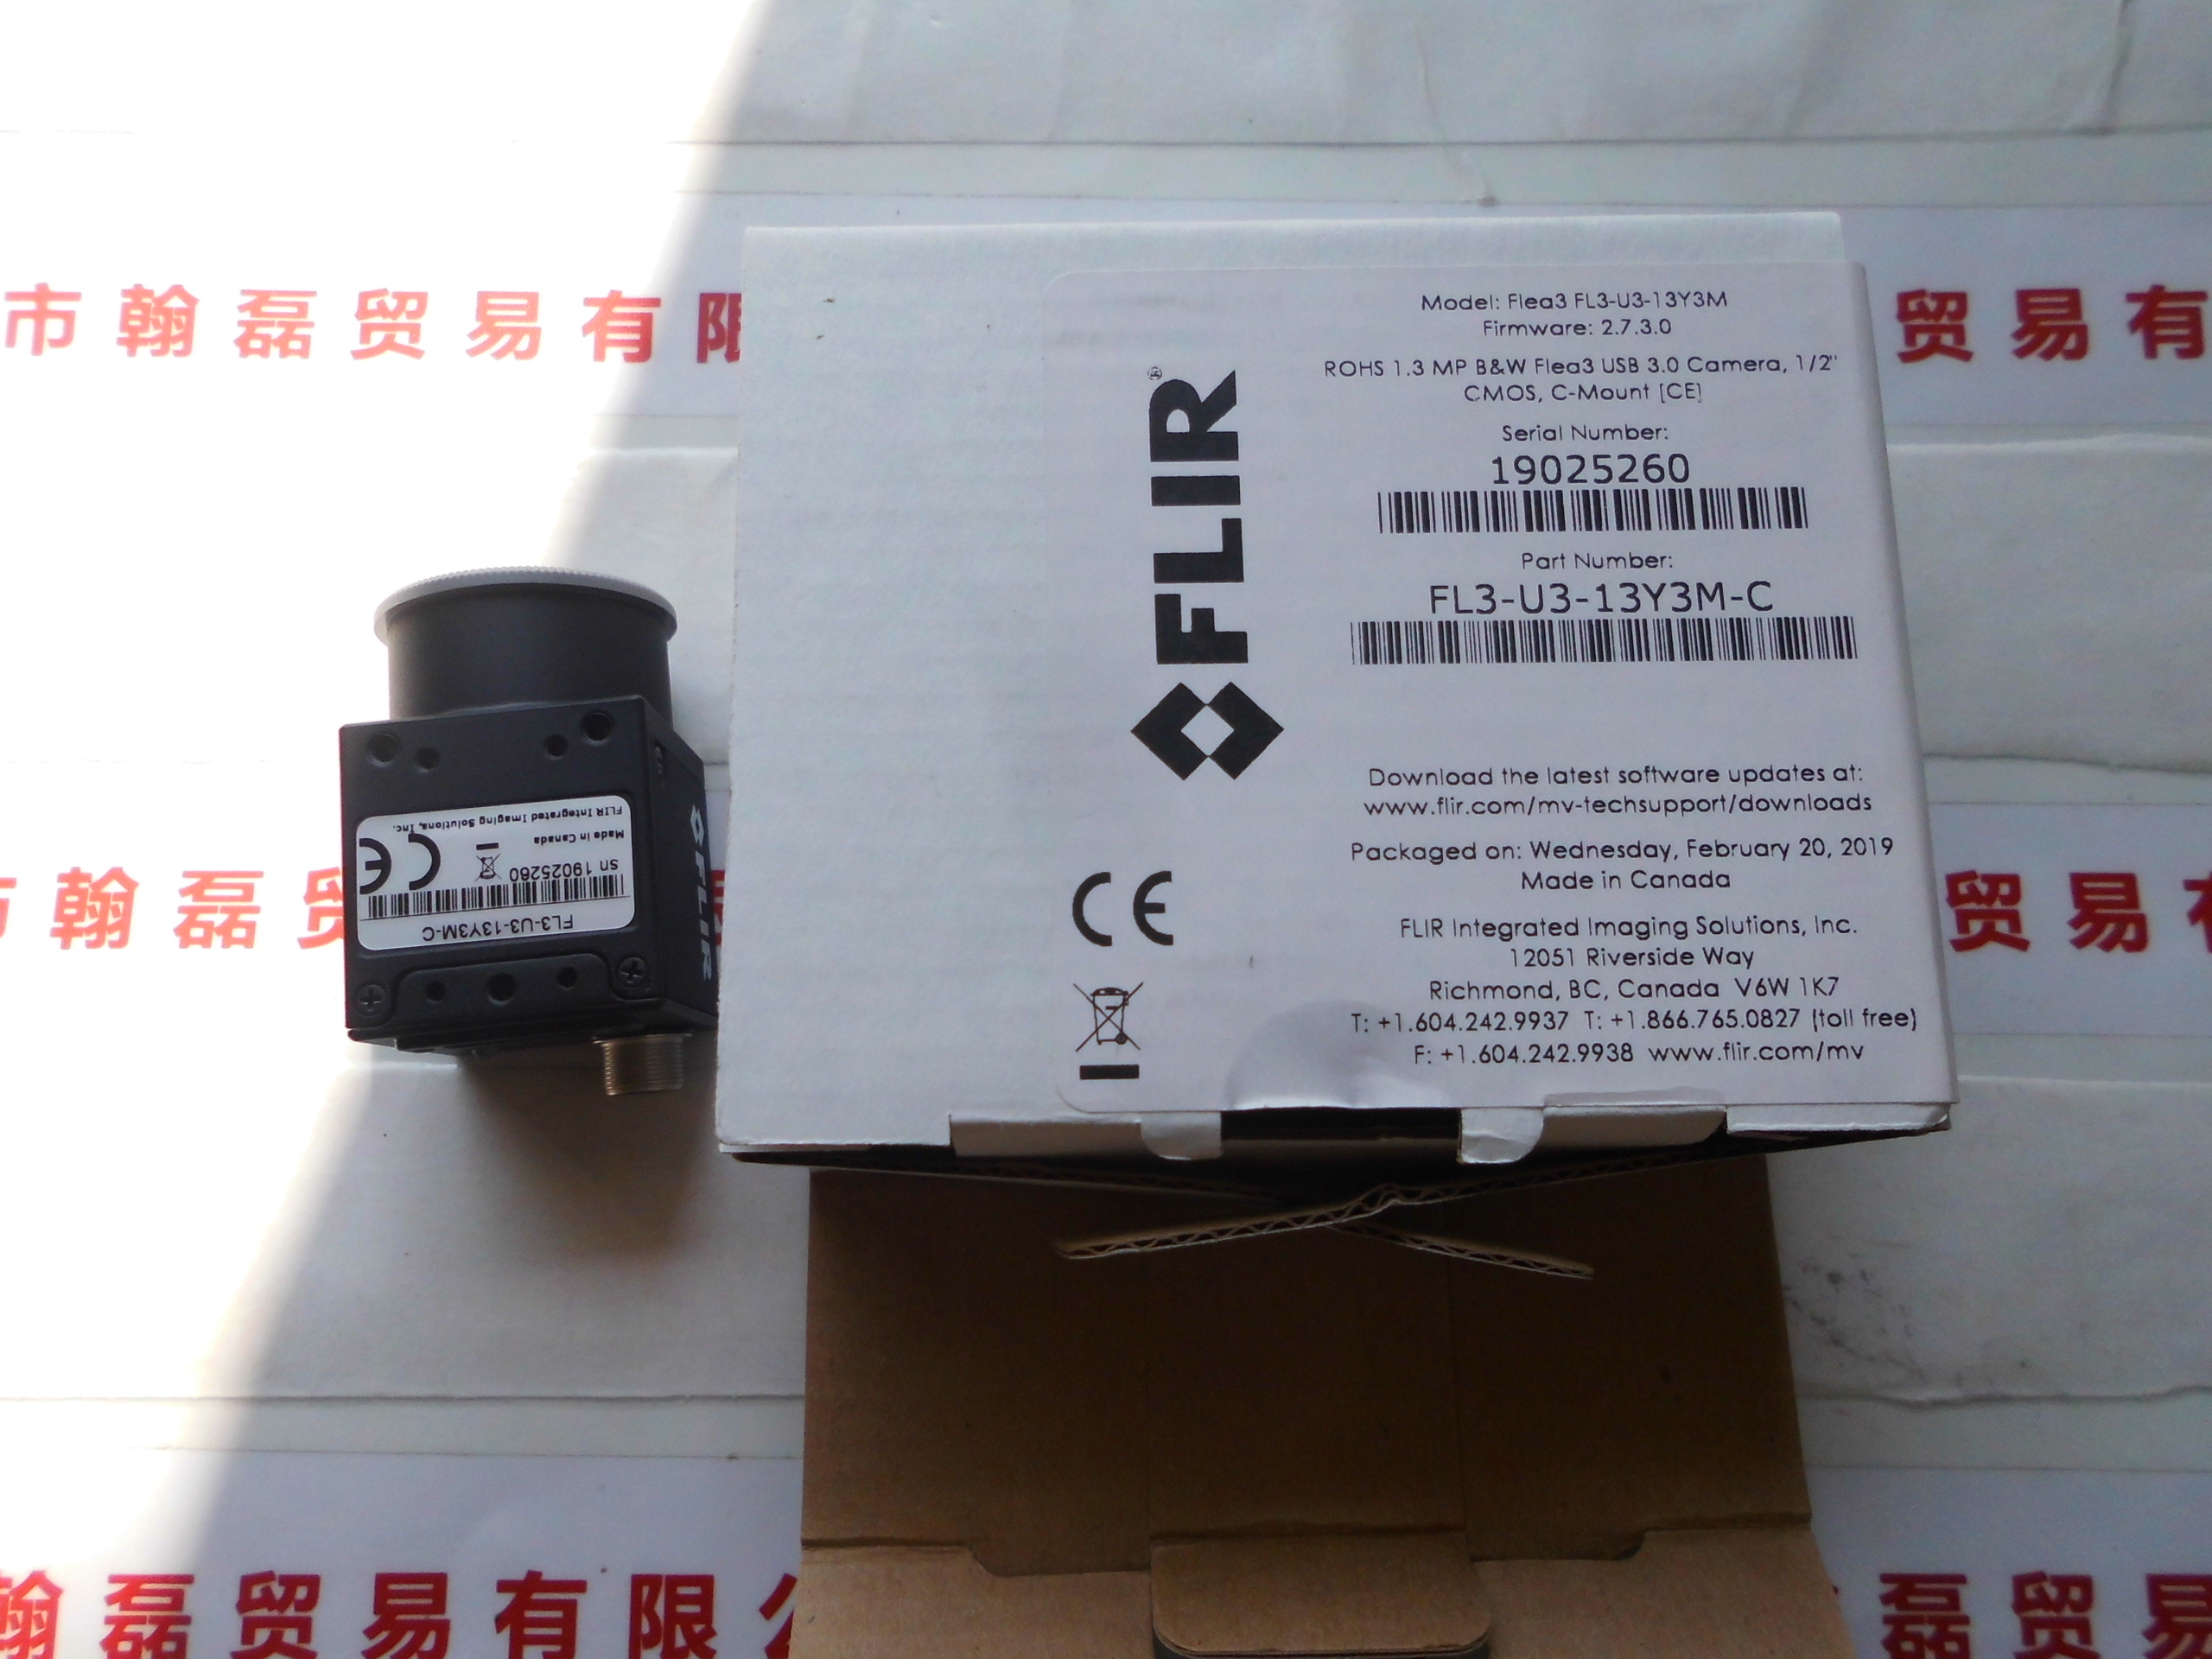 市翰磊贸易有限
贸易有
Model: Flea3 FL3-U3-13Y3M
Firmware: 2.7.3.0
ROHS 1.3 MP B&W Flea3 USB 3.0 Camera, 1/2"
CMOS, C-Mount [CE]
Serial Number:
19025260
Part Number:
FL3-U3-13Y3M-C
FLIR®
Download the latest software updates at:
www.flir.com/mv-techsupport/downloads
Packaged on: Wednesday, February 20, 2019
Made in Canada
CE
FLIR Integrated Imaging Solutions, Inc.
12051 Riverside Way
Richmond, BC, Canada V6W 1K7
T: +1.604.242.9937 T: +1.866.765.0827 (toll free)
F: +1.604.242.9938 www.flir.com/mv
FL3-U3-13Y3M-C
sn 19025260
CE
Made in Canada
FLIR Integrated Imaging Solutions, Inc.
FLIR
市翰磊贸
贸易有
翰磊贸易有限公
磊贸易